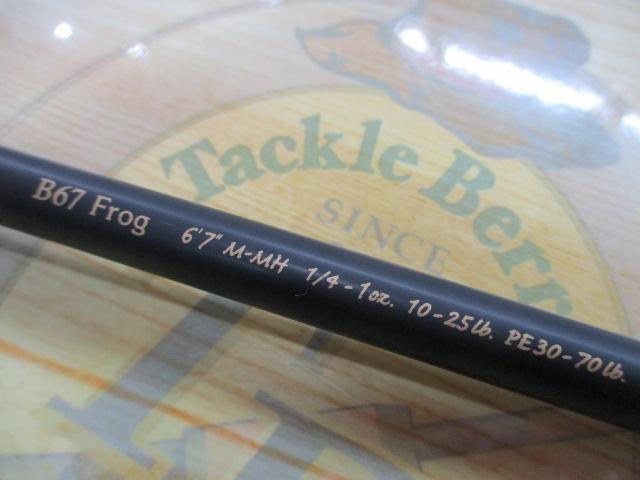 Tackle Berr
SINCE
B67 Frog 6'7" M-MH 1/4-1oz. 10-25lb. PE30-70lb.